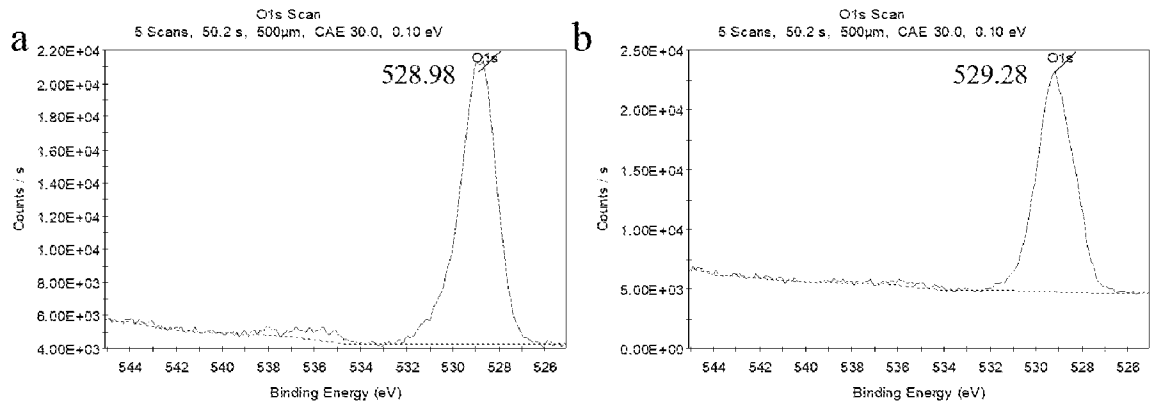 a
O1s Scan
5 Scans, 50.2 s, 500µm, CAE 30.0, 0.10 eV
2.20E+04
2.00E+04
1.80E+04
1.60E+04
1.40E+04
1.20E+04
1.00E+04
8.00E+03
6.00E+03
4.00E+03
Counts / s
528.98
O1s
544 542 540 538 536 534 532 530 528 526
Binding Energy (eV)
b
O1s Scan
5 Scans, 50.2 s, 500µm, CAE 30.0, 0.10 eV
2.50E+04
2.00E+04
1.50E+04
1.00E+04
5.00E+03
0.00E+00
Counts / s
529.28
O1s
544 542 540 538 536 534 532 530 528 526
Binding Energy (eV)